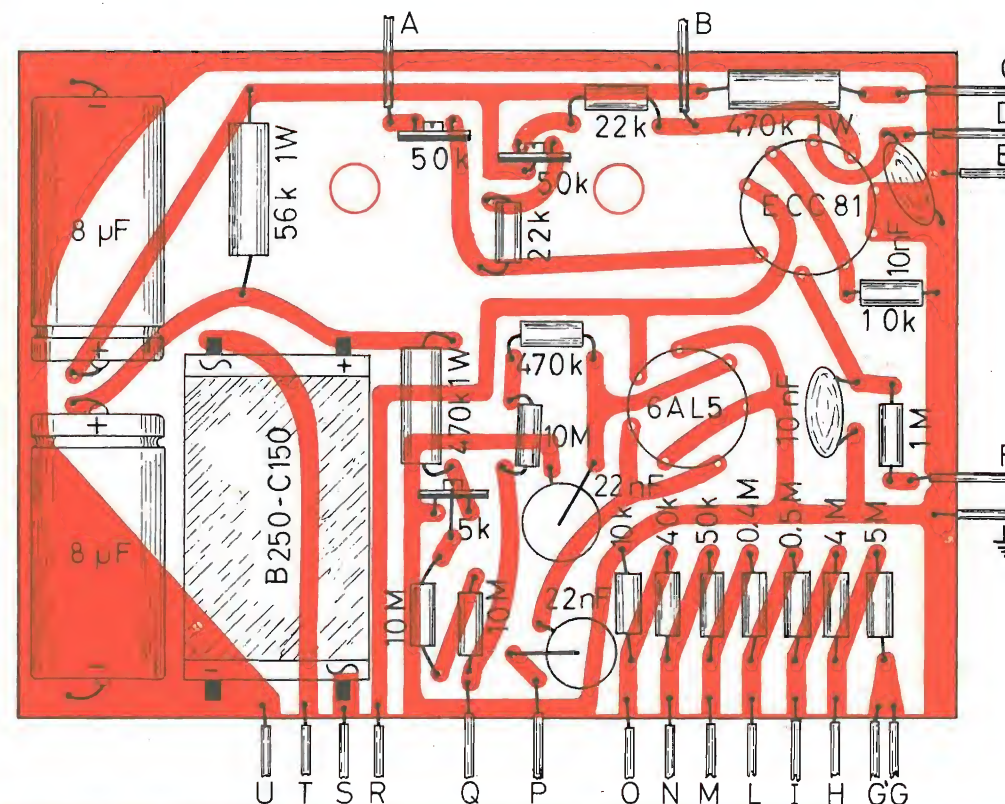 A
B
22k
470k 1W
50k
50k
56k 1W
22k
ECC81
8 µF
-
10nF
10k
+
470k
470k 1W
6AL5
10nF
+
10M
1M
B250-C150
22nF
5k
10k
40k
50k
0.4M
0.5M
4M
5M
8 µF
22nF
10M
10M
-
U T S R Q P O N M L I H G' G